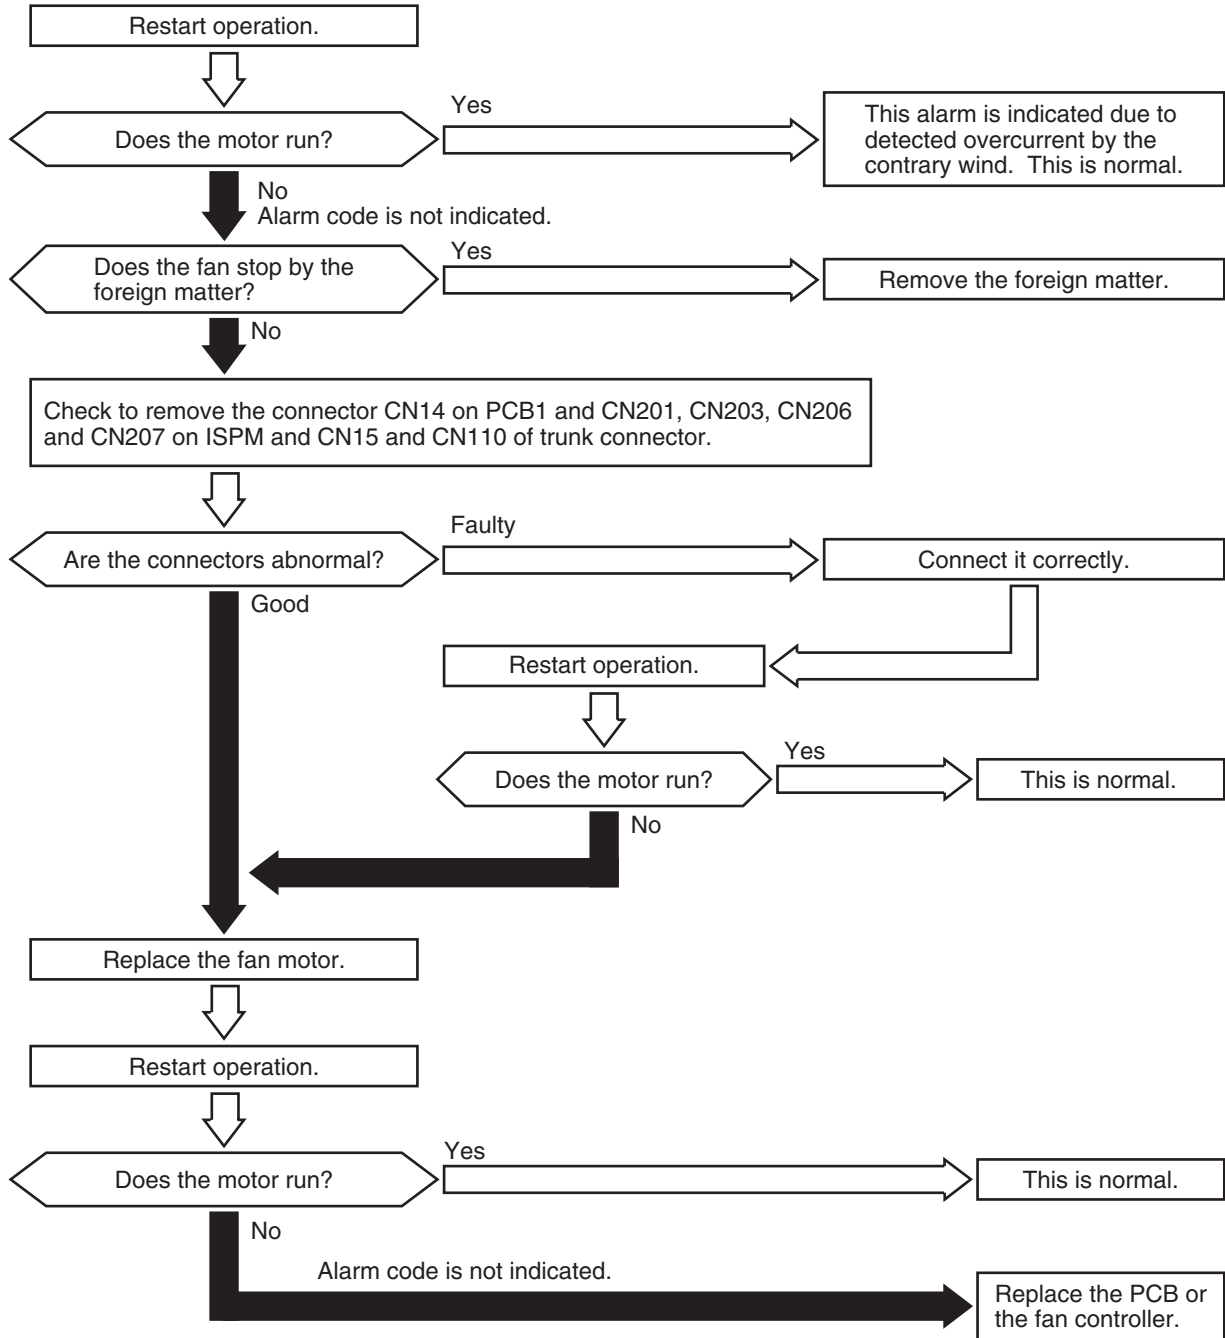 Restart operation.
Does the motor run?
Yes
This alarm is indicated due to
detected overcurrent by the
contrary wind.  This is normal.
No
Alarm code is not indicated.
Does the fan stop by the
foreign matter?
Yes
Remove the foreign matter.
No
Check to remove the connector CN14 on PCB1 and CN201, CN203, CN206
and CN207 on ISPM and CN15 and CN110 of trunk connector.
Are the connectors abnormal?
Faulty
Connect it correctly.
Good
Restart operation.
Does the motor run?
Yes
This is normal.
No
Replace the fan motor.
Restart operation.
Does the motor run?
Yes
This is normal.
No
Alarm code is not indicated.
Replace the PCB or
the fan controller.